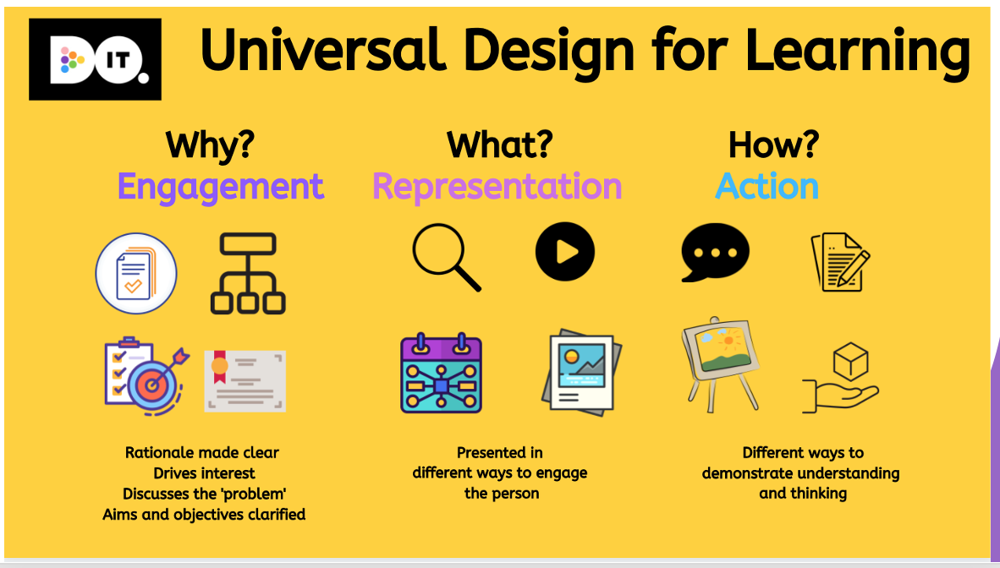 DO IT.
Universal Design for Learning
Why?
Engagement
Rationale made clear
Drives interest
Discusses the 'problem'
Aims and objectives clarified
What?
Representation
Presented in
different ways to engage
the person
How?
Action
Different ways to
demonstrate understanding
and thinking